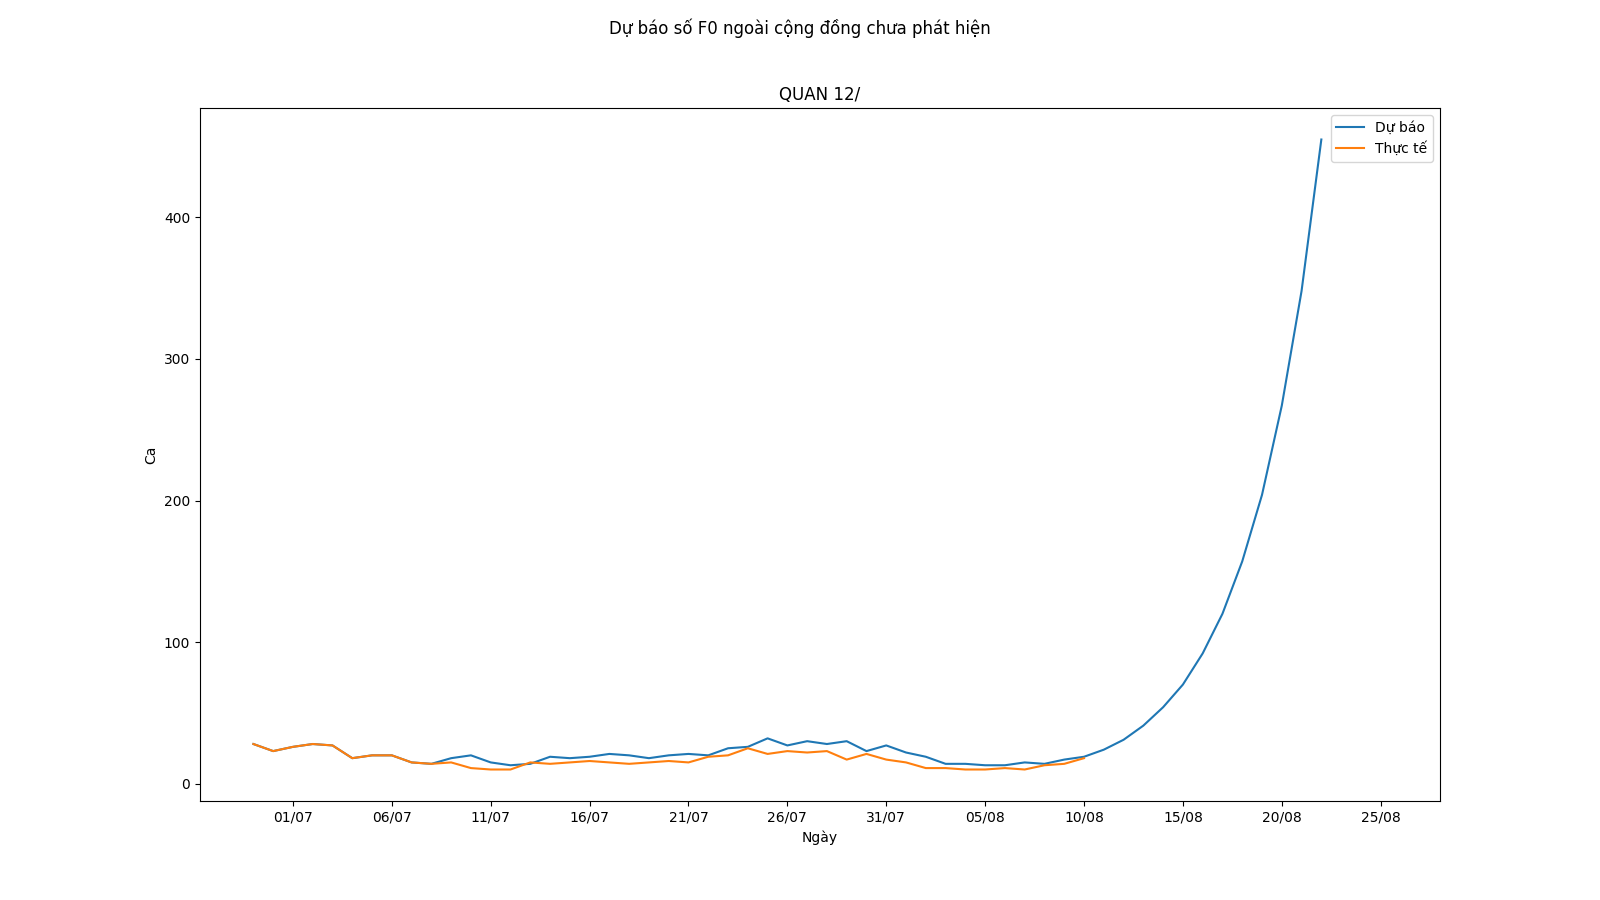 Dự báo số F0 ngoài cộng đồng chưa phát hiện
QUAN 12/
Dự báo
Thực tế
400
300
200
100
0
Ca
01/07 06/07 11/07 16/07 21/07 26/07 31/07 05/08 10/08 15/08 20/08 25/08
Ngày